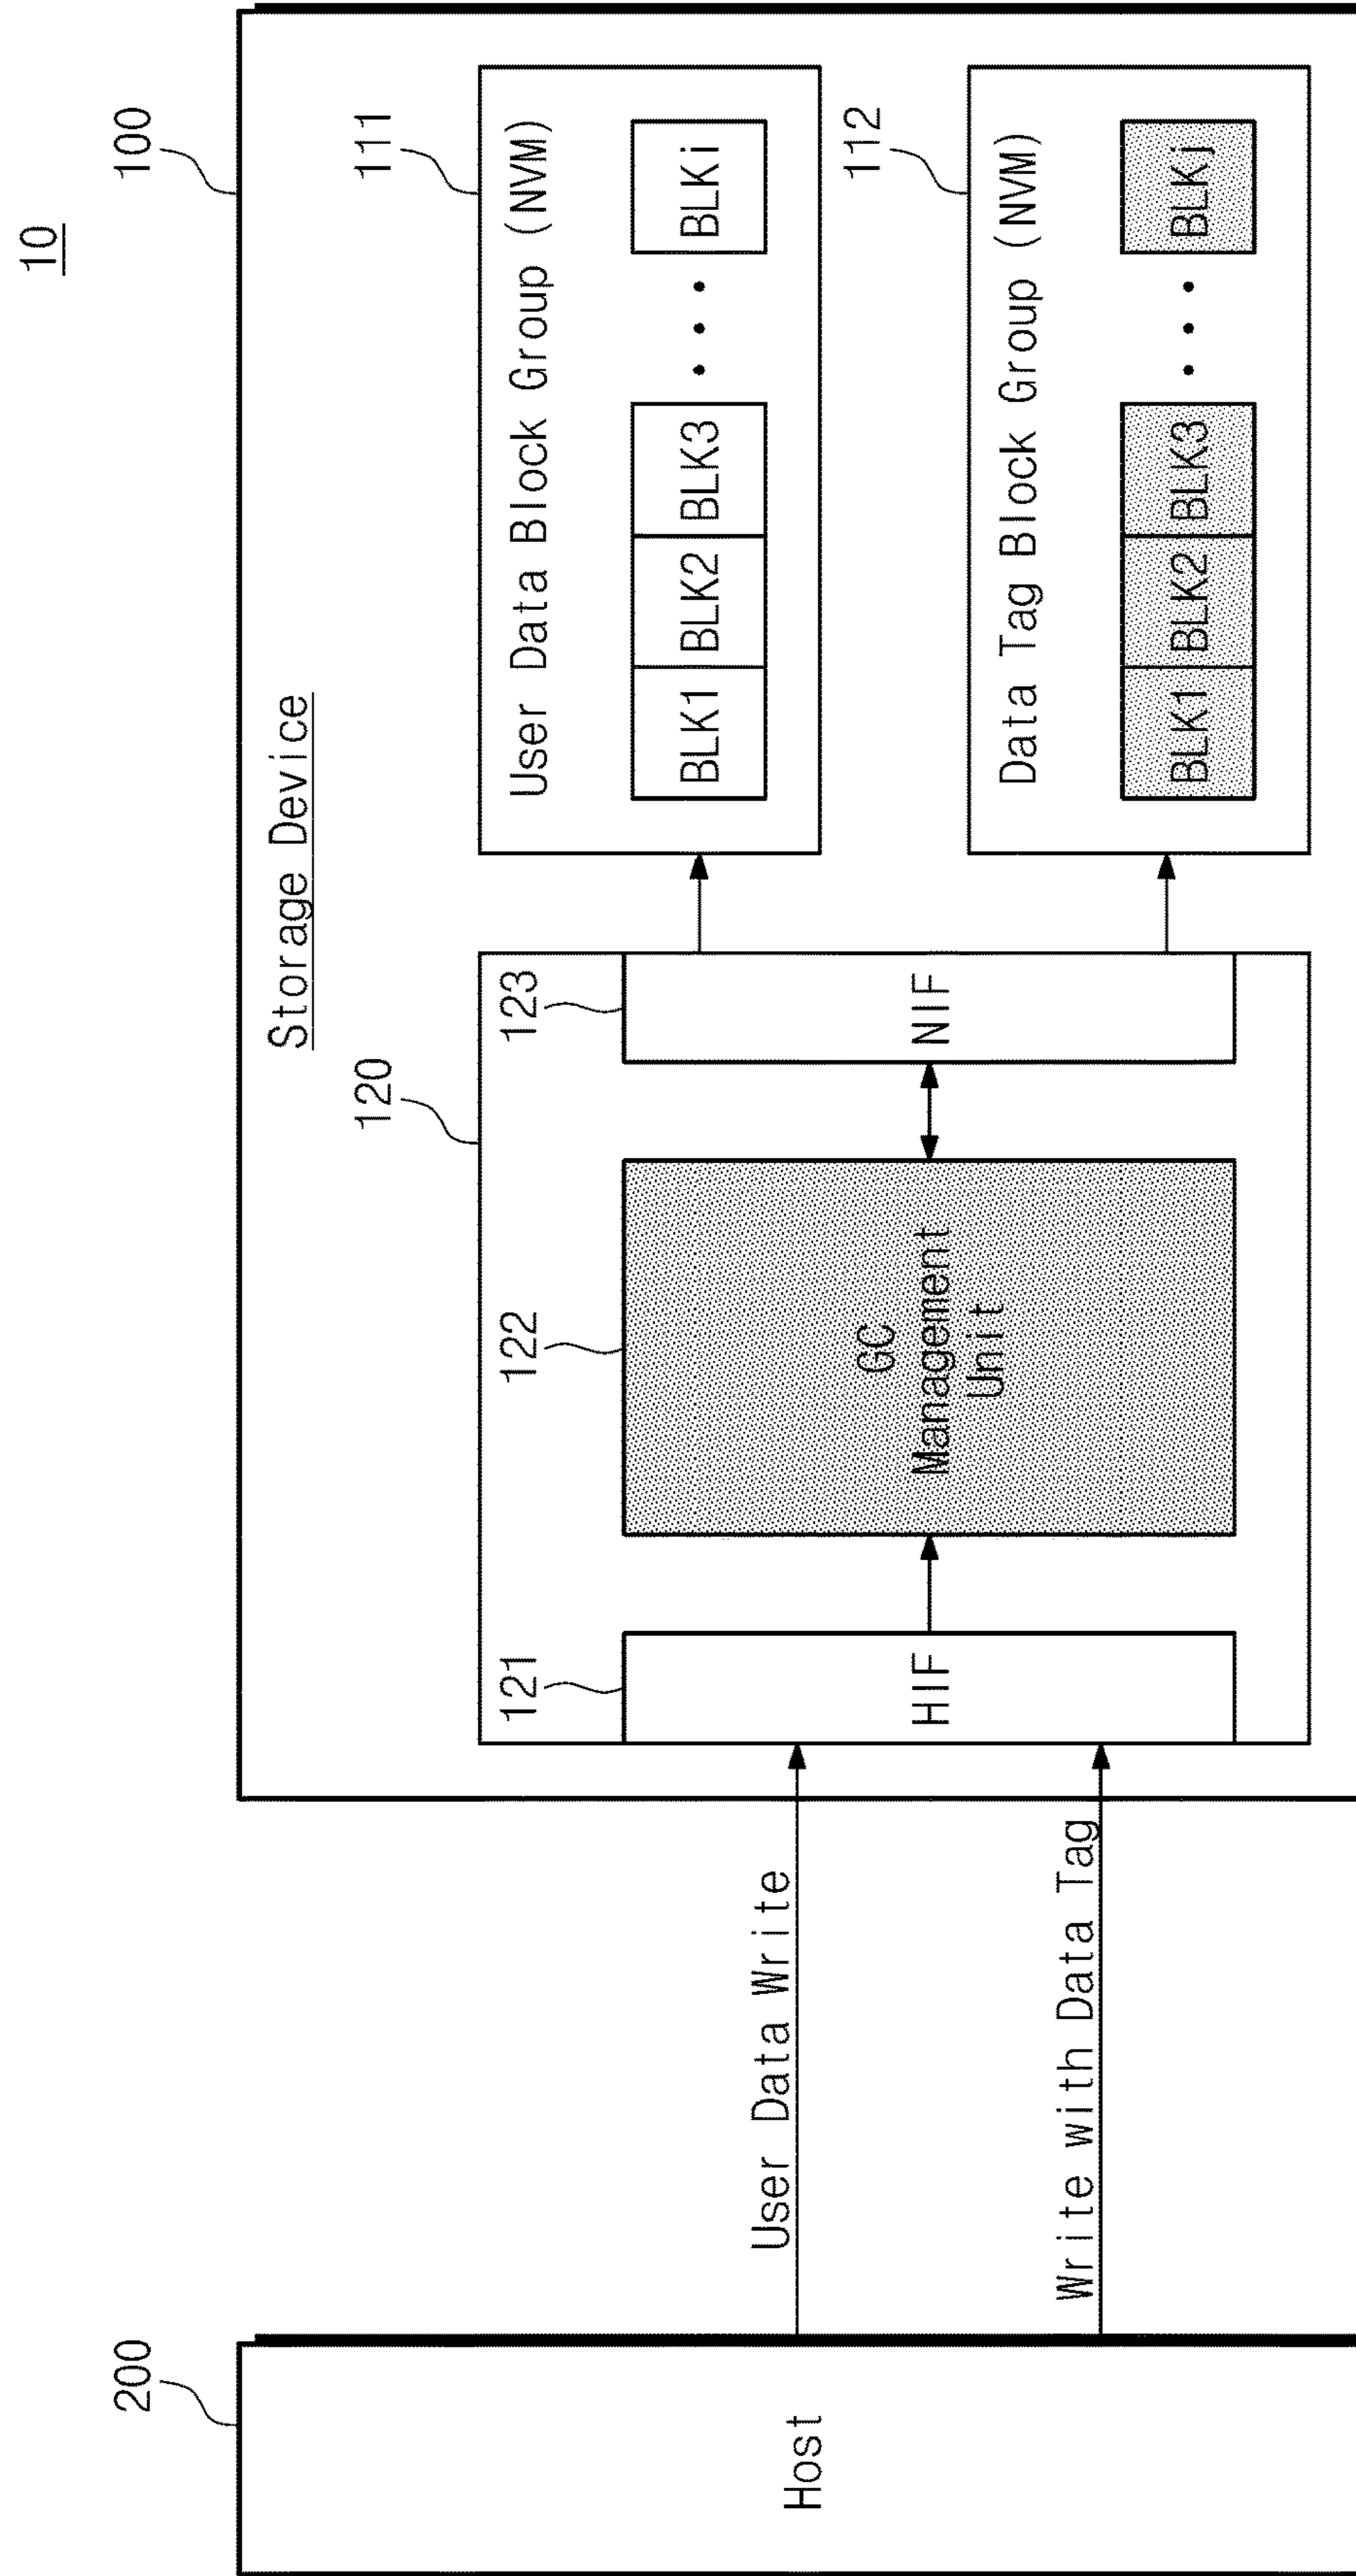 10
200
Host
User Data Write
Write with Data Tag
100
Storage Device
120
121
HIF
122
GC
Management
Unit
123
NIF
111
User Data Block Group (NVM)
BLK1 BLK2 BLK3 • • • BLKi
112
Data Tag Block Group (NVM)
BLK1 BLK2 BLK3 • • • BLKj